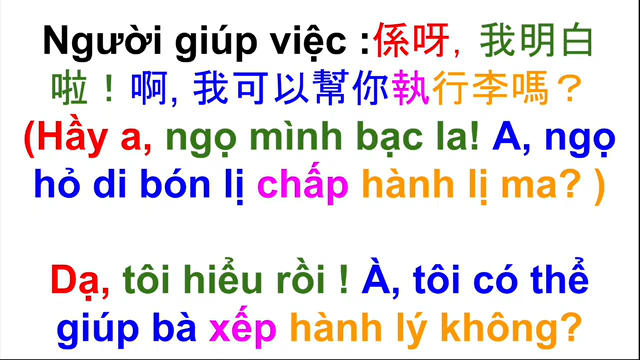 Người giúp việc :係呀, 我明白
啦！啊, 我可以幫你執行李嗎？
(Hầy a, ngọ mình bạc la! A, ngọ
hỏ di bón lị chấp hành lị ma? )
Dạ, tôi hiểu rồi ! À, tôi có thể
giúp bà xếp hành lý không?